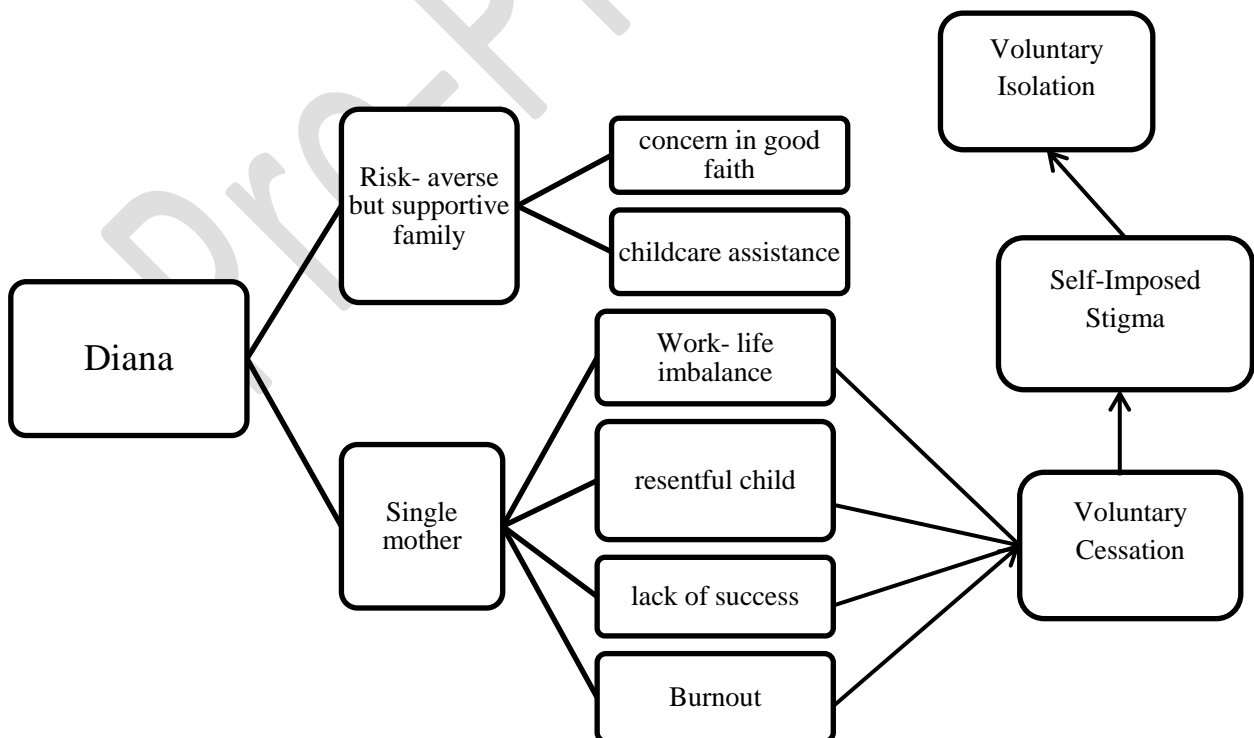 Diana
Risk- averse
but supportive
family
Single
mother
concern in good
faith
childcare assistance
Work- life
imbalance
resentful child
lack of success
Burnout
Voluntary
Cessation
Self-Imposed
Stigma
Voluntary
Isolation